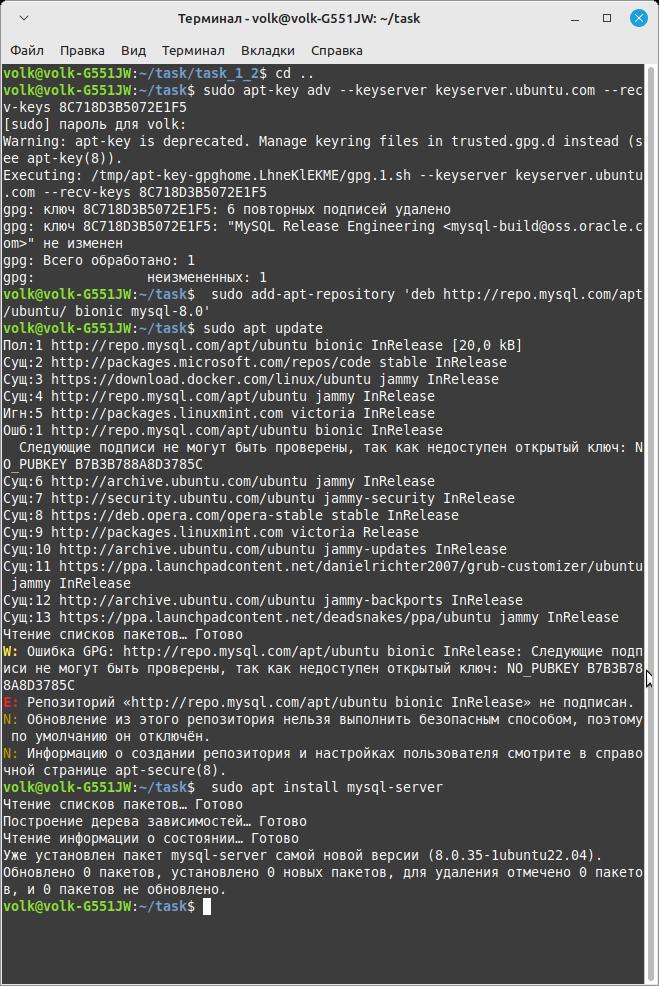 Терминал - volk@volk-G551JW: ~/task
Файл Правка Вид Терминал Вкладки Справка
volk@volk-G551JW:~/task/task_1_2$ cd ..
volk@volk-G551JW:~/task$ sudo apt-key adv --keyserver keyserver.ubuntu.com --rec
v-keys 8C718D3B5072E1F5
[sudo] пароль для volk:
Warning: apt-key is deprecated. Manage keyring files in trusted.gpg.d instead (s
ee apt-key(8)).
Executing: /tmp/apt-key-gpghome.LhneKlEKME/gpg.1.sh --keyserver keyserver.ubuntu
.com --recv-keys 8C718D3B5072E1F5
gpg: ключ 8C718D3B5072E1F5: 6 повторных подписей удалено
gpg: ключ 8C718D3B5072E1F5: "MySQL Release Engineering <mysql-build@oss.oracle.c
om>" не изменен
gpg: Всего обработано: 1
gpg:              неизмененных: 1
volk@volk-G551JW:~/task$  sudo add-apt-repository 'deb http://repo.mysql.com/apt
/ubuntu/ bionic mysql-8.0'
volk@volk-G551JW:~/task$ sudo apt update
Пол:1 http://repo.mysql.com/apt/ubuntu bionic InRelease [20,0 kB]
Сущ:2 http://packages.microsoft.com/repos/code stable InRelease
Сущ:3 https://download.docker.com/linux/ubuntu jammy InRelease
Сущ:4 http://repo.mysql.com/apt/ubuntu jammy InRelease
Игн:5 http://packages.linuxmint.com victoria InRelease
Ошб:1 http://repo.mysql.com/apt/ubuntu bionic InRelease
  Следующие подписи не могут быть проверены, так как недоступен открытый ключ: N
O_PUBKEY B7B3B788A8D3785C
Сущ:6 http://archive.ubuntu.com/ubuntu jammy InRelease
Сущ:7 http://security.ubuntu.com/ubuntu jammy-security InRelease
Сущ:8 https://deb.opera.com/opera-stable stable InRelease
Сущ:9 http://packages.linuxmint.com victoria Release
Сущ:10 http://archive.ubuntu.com/ubuntu jammy-updates InRelease
Сущ:11 https://ppa.launchpadcontent.net/danielrichter2007/grub-customizer/ubuntu
 jammy InRelease
Сущ:12 http://archive.ubuntu.com/ubuntu jammy-backports InRelease
Сущ:13 https://ppa.launchpadcontent.net/deadsnakes/ppa/ubuntu jammy InRelease
Чтение списков пакетов… Готово
W: Ошибка GPG: http://repo.mysql.com/apt/ubuntu bionic InRelease: Следующие подп
иси не могут быть проверены, так как недоступен открытый ключ: NO_PUBKEY B7B3B78
8A8D3785C
E: Репозиторий «http://repo.mysql.com/apt/ubuntu bionic InRelease» не подписан.
N: Обновление из этого репозитория нельзя выполнить безопасным способом, поэтому
 по умолчанию он отключён.
N: Информацию о создании репозитория и настройках пользователя смотрите в справо
чной странице apt-secure(8).
volk@volk-G551JW:~/task$  sudo apt install mysql-server
Чтение списков пакетов… Готово
Построение дерева зависимостей… Готово
Чтение информации о состоянии… Готово
Уже установлен пакет mysql-server самой новой версии (8.0.35-1ubuntu22.04).
Обновлено 0 пакетов, установлено 0 новых пакетов, для удаления отмечено 0 пакето
в, и 0 пакетов не обновлено.
volk@volk-G551JW:~/task$